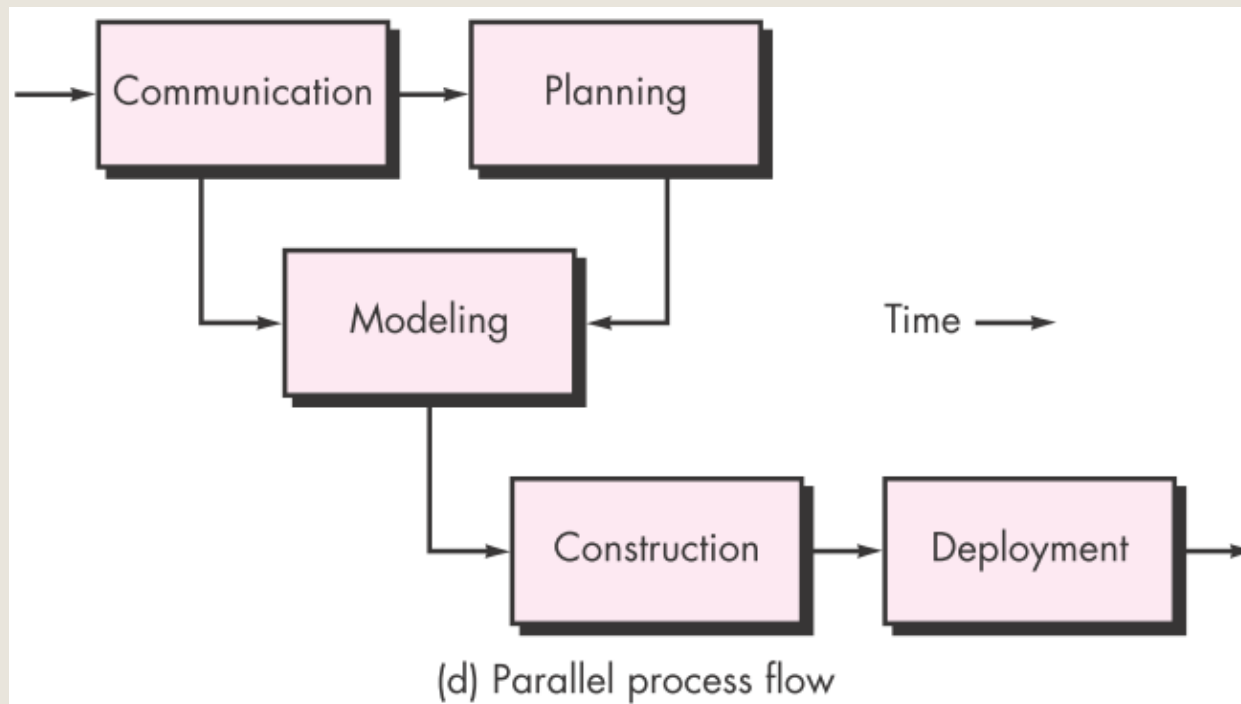 Communication
Planning
Modeling
Time
Construction
Deployment
(d) Parallel process flow